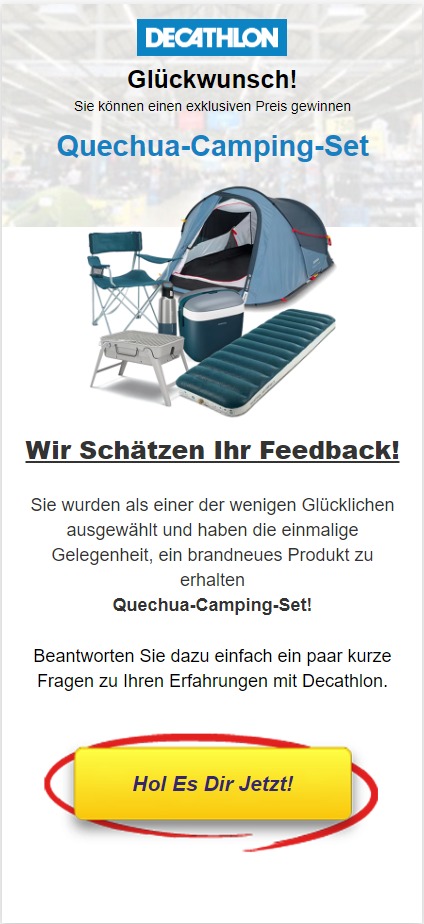 DECATHLON
Glückwunsch!
Sie können einen exklusiven Preis gewinnen
Quechua-Camping-Set
Wir Schätzen Ihr Feedback!
Sie wurden als einer der wenigen Glücklichen
ausgewählt und haben die einmalige
Gelegenheit, ein brandneues Produkt zu
erhalten
Quechua-Camping-Set!
Beantworten Sie dazu einfach ein paar kurze
Fragen zu Ihren Erfahrungen mit Decathlon.
Hol Es Dir Jetzt!